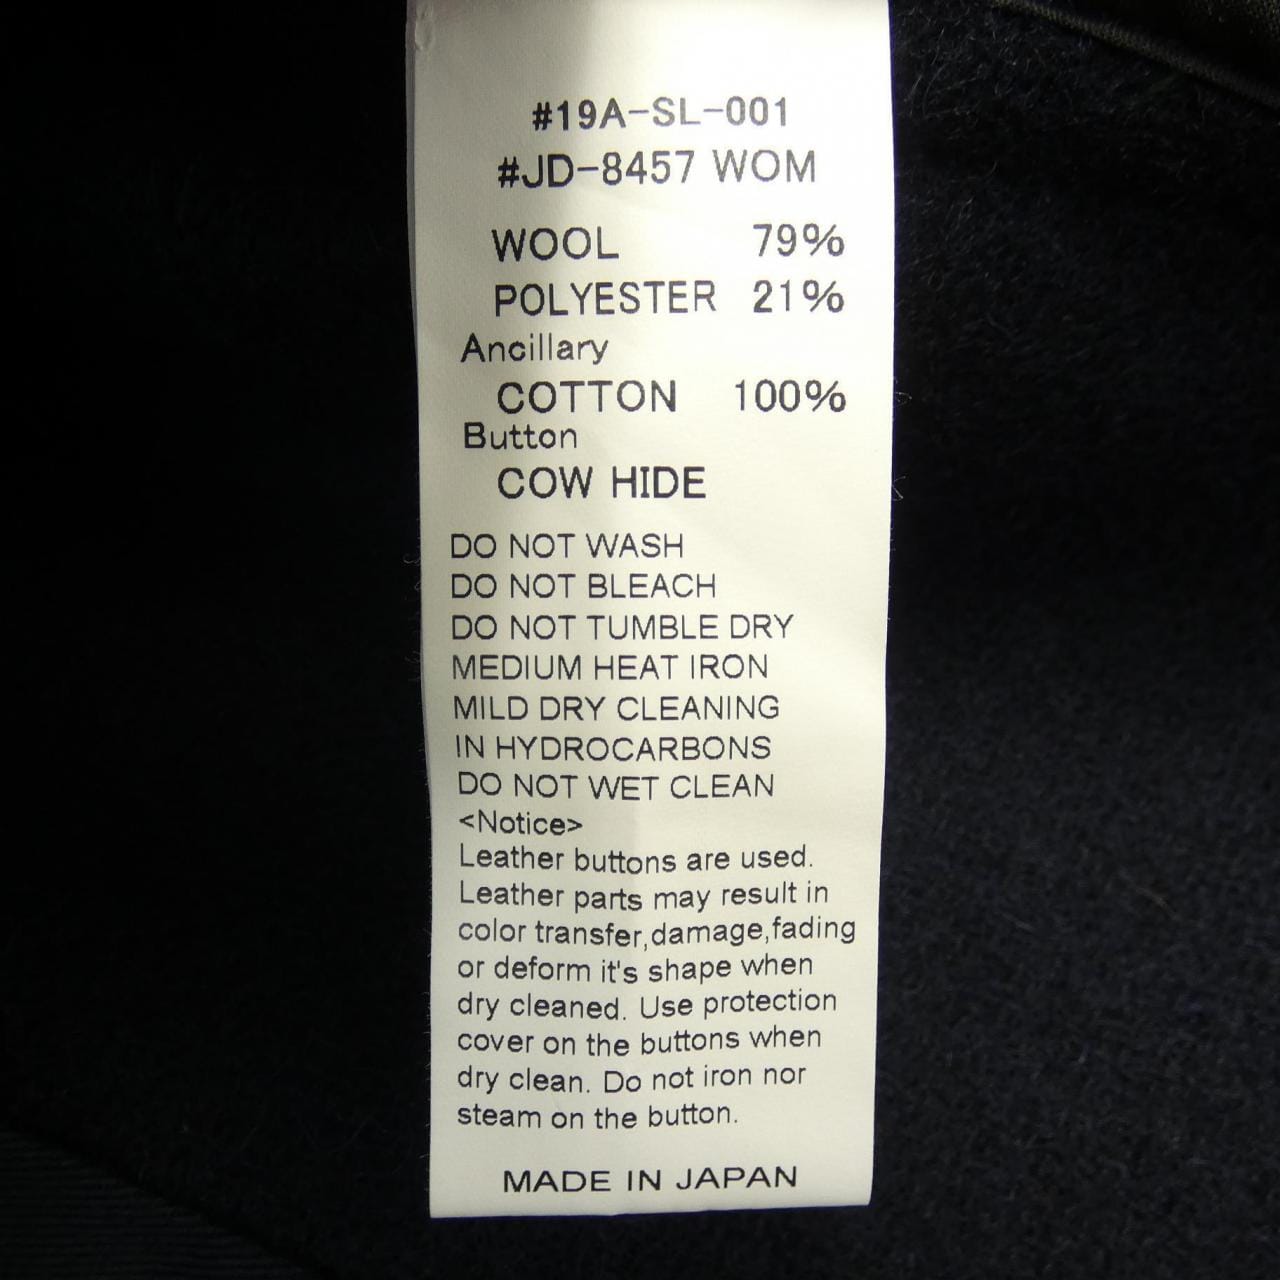 #19A-SL-001
#JD-8457 WOM
WOOL 79%
POLYESTER 21%
Ancillary
COTTON 100%
Button
COW HIDE
DO NOT WASH
DO NOT BLEACH
DO NOT TUMBLE DRY
MEDIUM HEAT IRON
MILD DRY CLEANING
IN HYDROCARBONS
DO NOT WET CLEAN
<Notice>
Leather buttons are used.
Leather parts may result in
color transfer,damage,fading
or deform it's shape when
dry cleaned. Use protection
cover on the buttons when
dry clean. Do not iron nor
steam on the button.
MADE IN JAPAN